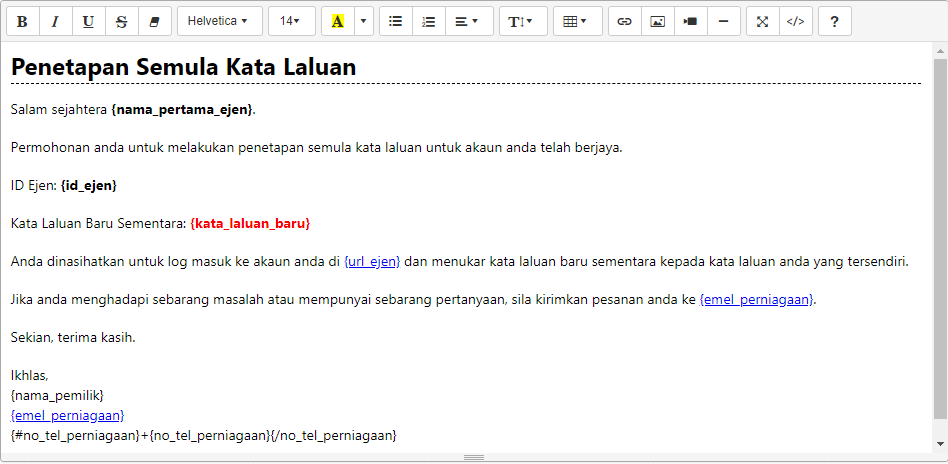 B I U S Helvetica 14 A T ?
Penetapan Semula Kata Laluan
Salam sejahtera {nama_pertama_ejen}.
Permohonan anda untuk melakukan penetapan semula kata laluan untuk akaun anda telah berjaya.
ID Ejen: {id_ejen}
Kata Laluan Baru Sementara: {kata_laluan_baru}
Anda dinasihatkan untuk log masuk ke akaun anda di {url_ejen} dan menukar kata laluan baru sementara kepada kata laluan anda yang tersendiri.
Jika anda menghadapi sebarang masalah atau mempunyai sebarang pertanyaan, sila kirimkan pesanan anda ke {emel_perniagaan}.
Sekian, terima kasih.
Ikhlas,
{nama_pemilik}
{emel_perniagaan}
{#no_tel_perniagaan}+{no_tel_perniagaan}{/no_tel_perniagaan}